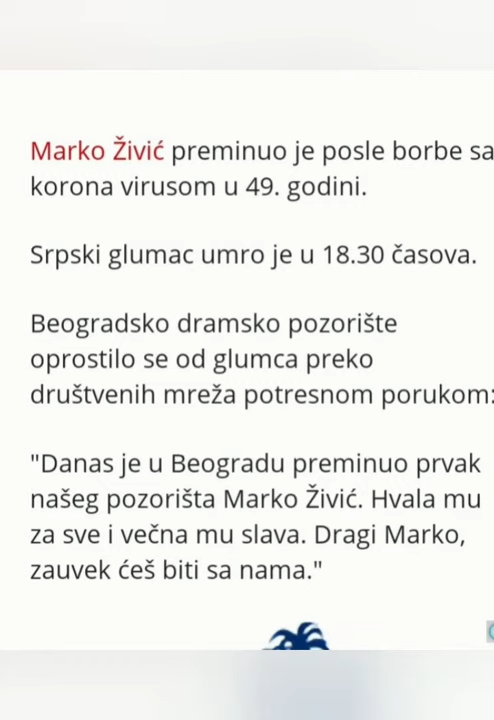 Marko Živić preminuo je posle borbe sa
korona virusom u 49. godini.
Srpski glumac umro je u 18.30 časova.
Beogradsko dramsko pozorište
oprostilo se od glumca preko
društvenih mreža potresnom porukom:
"Danas je u Beogradu preminuo prvak
našeg pozorišta Marko Živić. Hvala mu
za sve i večna mu slava. Dragi Marko,
zauvek ćeš biti sa nama."